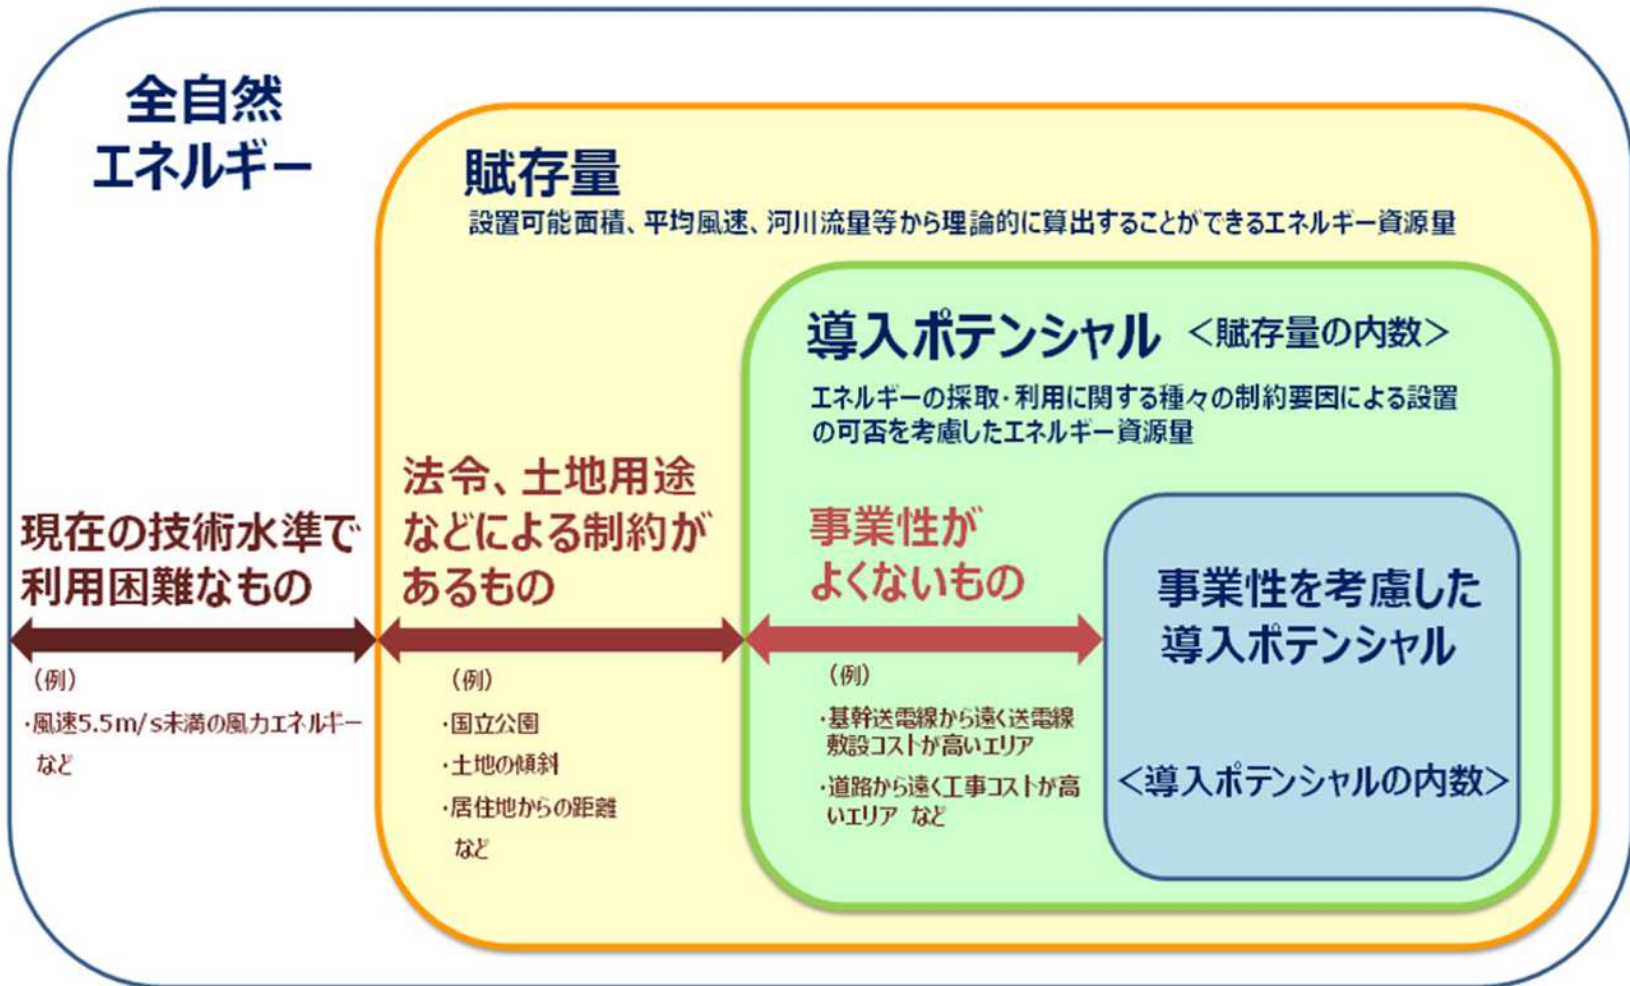 全自然
エネルギー
賦存量
設置可能面積、平均風速、河川流量等から理論的に算出することができるエネルギー資源量
導入ポテンシャル <賦存量の内数>
エネルギーの採取・利用に関する種々の制約要因による設置
の可否を考慮したエネルギー資源量
現在の技術水準で
利用困難なもの
(例)
・風速5.5m/s未満の風力エネルギー
など
法令、土地用途
などによる制約が
あるもの
(例)
・国立公園
・土地の傾斜
・居住地からの距離
など
事業性が
よくないもの
(例)
・基幹送電線から遠く送電線
敷設コストが高いエリア
・道路から遠く工事コストが高
いエリア など
事業性を考慮した
導入ポテンシャル
<導入ポテンシャルの内数>